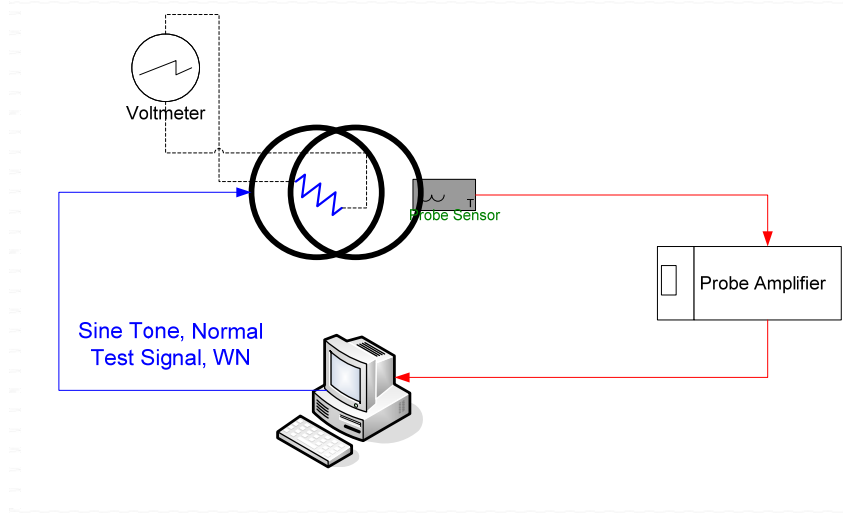 Voltmeter
T
Probe Sensor
Probe Amplifier
Sine Tone, Normal
Test Signal, WN